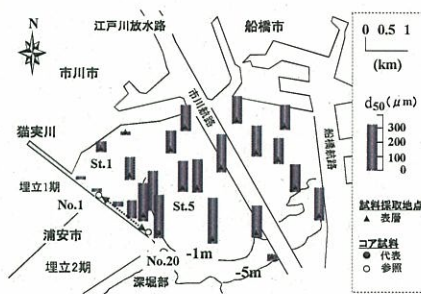 N
江戸川放水路
船橋市
市川市
市川航路
船橋航路
猫実川
St.1
埋立1期
No.1
St.5
浦安市
-1m
埋立2期
No.20
-5m
深堀部
0 0.5 1
(km)
d50(μm)
300
200
100
0
試料採取地点
▲ 表層
コア試料
● 代表
○ 参照